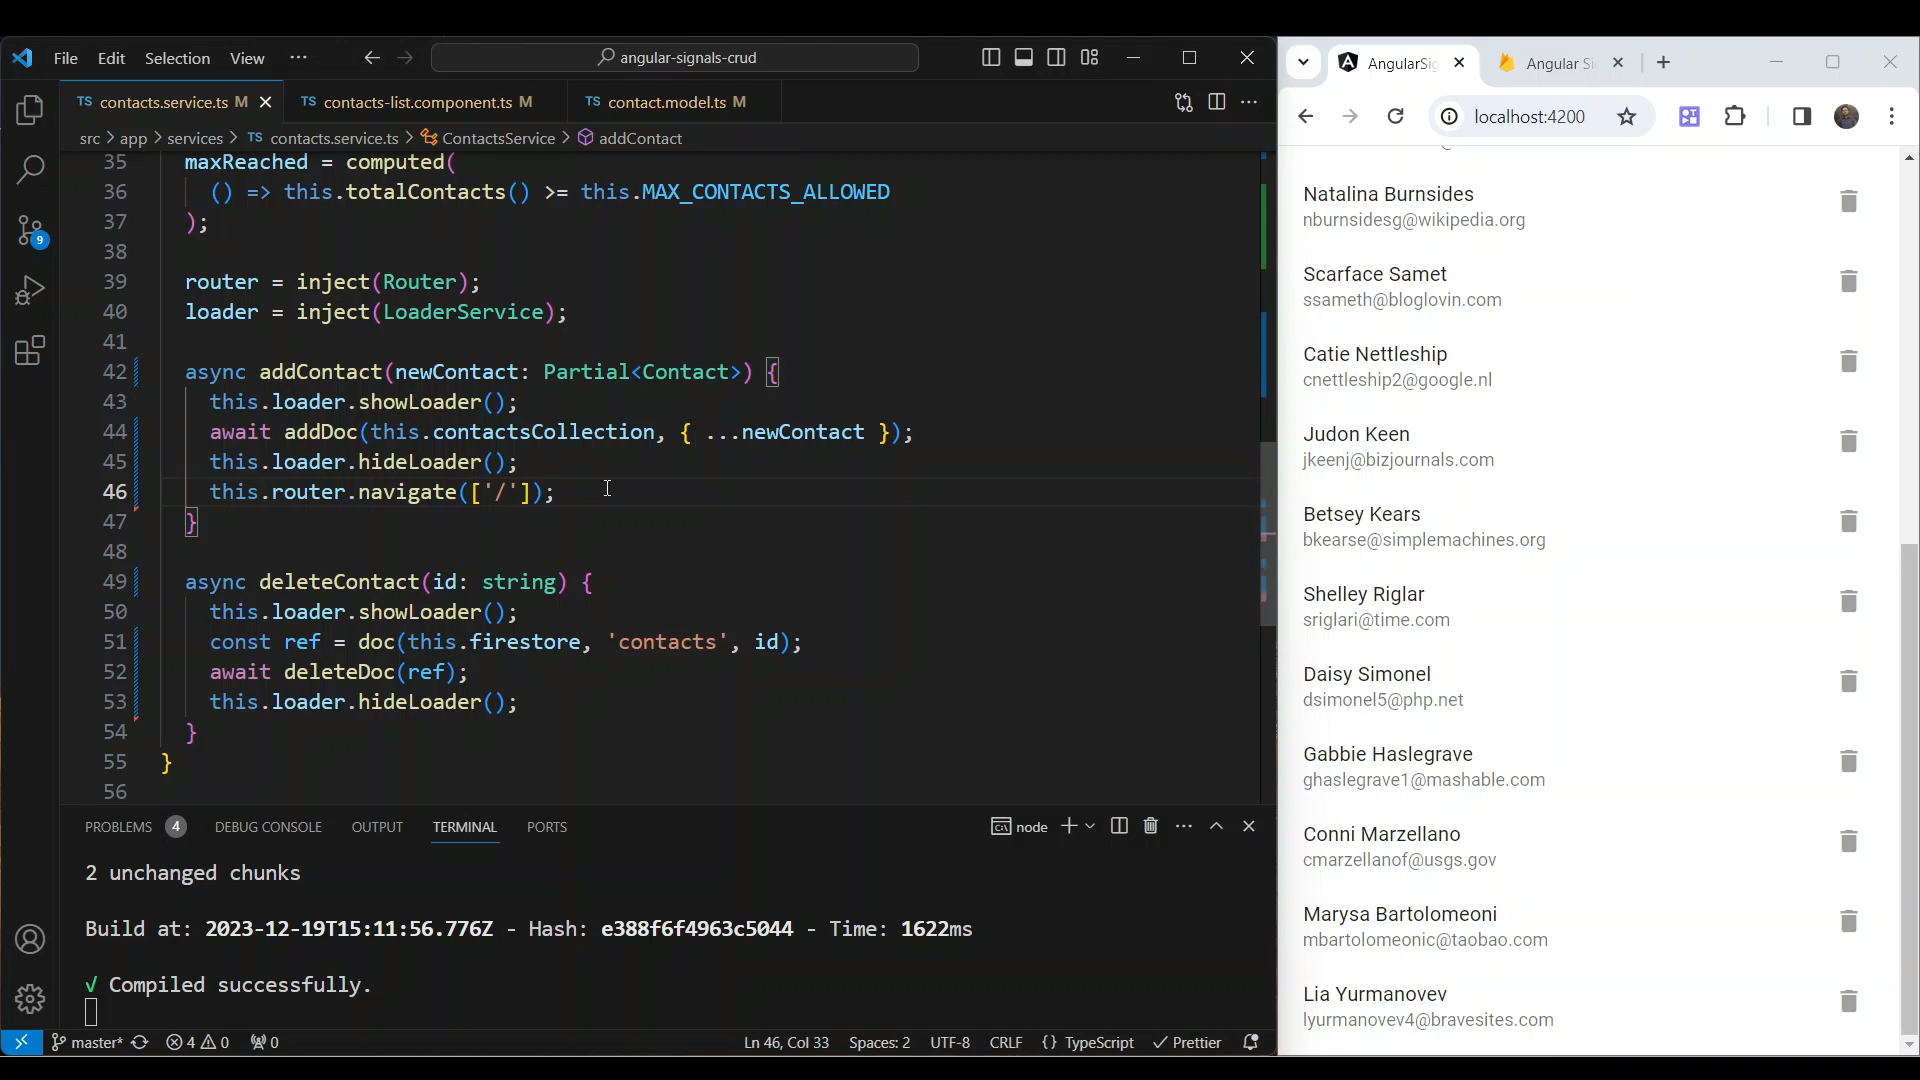 File Edit Selection View ··· angular-signals-crud
TS contacts.service.ts M TS contacts-list.component.ts M TS contact.model.ts M
src > app > services > TS contacts.service.ts > ContactsService > addContact
35 maxReached = computed(
36 () => this.totalContacts() >= this.MAX_CONTACTS_ALLOWED
37 );
38
39 router = inject(Router);
40 loader = inject(LoaderService);
41
42 async addContact(newContact: Partial<Contact>) {
43 this.loader.showLoader();
44 await addDoc(this.contactsCollection, { ...newContact });
45 this.loader.hideLoader();
46 this.router.navigate(['/']);
47 }
48
49 async deleteContact(id: string) {
50 this.loader.showLoader();
51 const ref = doc(this.firestore, 'contacts', id);
52 await deleteDoc(ref);
53 this.loader.hideLoader();
54 }
55 }
56
9
PROBLEMS 4 DEBUG CONSOLE OUTPUT TERMINAL PORTS node
2 unchanged chunks
Build at: 2023-12-19T15:11:56.776Z - Hash: e388f6f4963c5044 - Time: 1622ms
√ Compiled successfully.
master* 4 0 0 Ln 46, Col 33 Spaces: 2 UTF-8 CRLF {} TypeScript Prettier
AngularSig Angular Si
localhost:4200
Natalina Burnsides
nburnsidesg@wikipedia.org
Scarface Samet
ssameth@bloglovin.com
Catie Nettleship
cnettleship2@google.nl
Judon Keen
jkeenj@bizjournals.com
Betsey Kears
bkearse@simplemachines.org
Shelley Riglar
sriglari@time.com
Daisy Simonel
dsimonel5@php.net
Gabbie Haslegrave
ghaslegrave1@mashable.com
Conni Marzellano
cmarzellanof@usgs.gov
Marysa Bartolomeoni
mbartolomeonic@taobao.com
Lia Yurmanovev
lyurmanovev4@bravesites.com